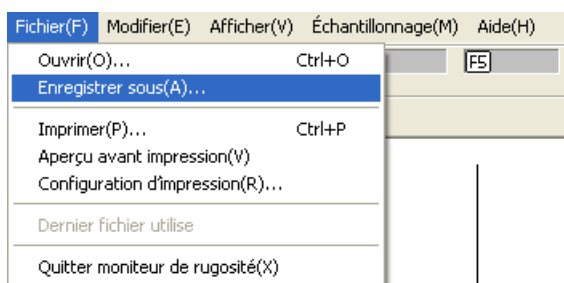 Fichier(F) Modifier(E) Afficher(V) Échantillonnage(M) Aide(H)
Ouvrir(O)... Ctrl+O
F5
Enregistrer sous(A)...
Imprimer(P)... Ctrl+P
Aperçu avant impression(V)
Configuration d'impression(R)...
Dernier fichier utilise
Quitter moniteur de rugosité(X)